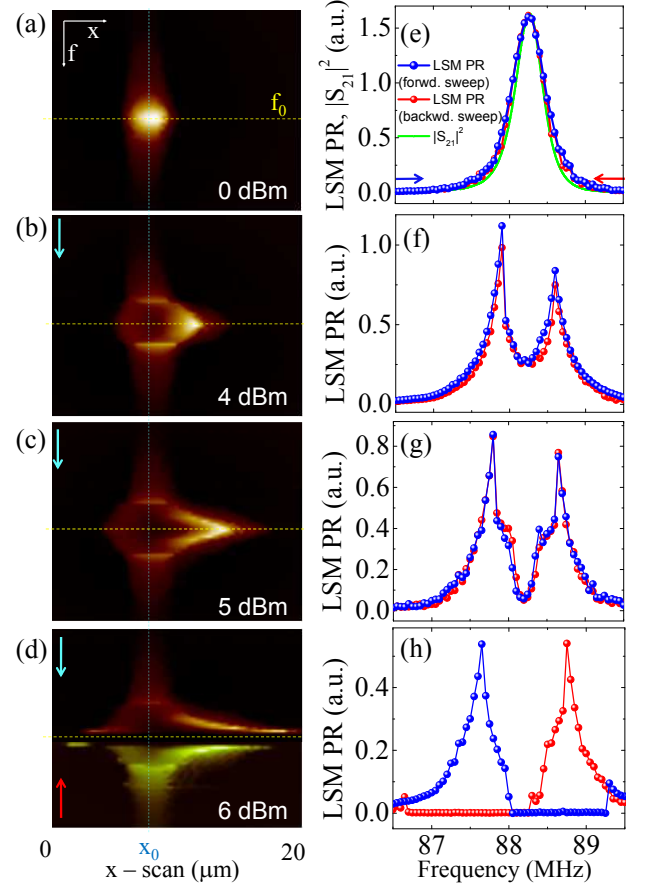 (a)
x
f
f₀
0 dBm
(b)
4 dBm
(c)
5 dBm
(d)
6 dBm
0
x₀
20
x – scan (μm)
(e)
LSM PR, |S₂₁|² (a.u.)
1.5
1.0
0.5
0.0
LSM PR
(forwd. sweep)
LSM PR
(backwd. sweep)
|S₂₁|²
(f)
LSM PR (a.u.)
1.0
0.5
0.0
(g)
LSM PR (a.u.)
0.8
0.6
0.4
0.2
0.0
(h)
LSM PR (a.u.)
0.4
0.2
0.0
87
88
89
Frequency (MHz)